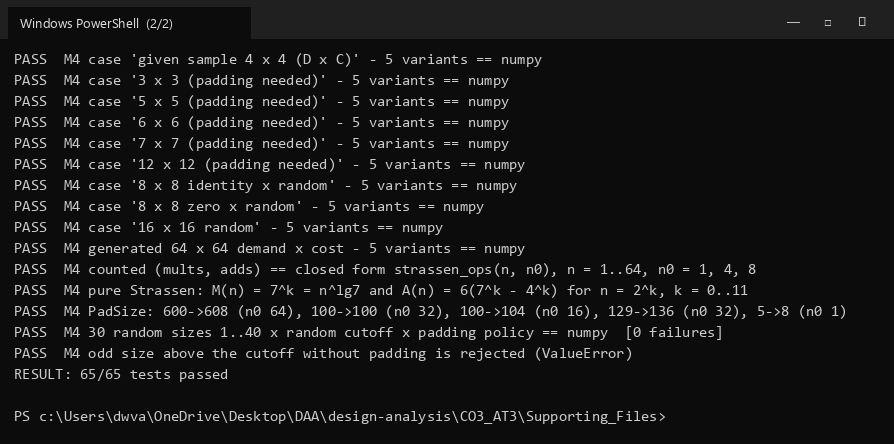 Windows PowerShell (2/2)
PASS  M4 case 'given sample 4 x 4 (D x C)' - 5 variants == numpy
PASS  M4 case '3 x 3 (padding needed)' - 5 variants == numpy
PASS  M4 case '5 x 5 (padding needed)' - 5 variants == numpy
PASS  M4 case '6 x 6 (padding needed)' - 5 variants == numpy
PASS  M4 case '7 x 7 (padding needed)' - 5 variants == numpy
PASS  M4 case '12 x 12 (padding needed)' - 5 variants == numpy
PASS  M4 case '8 x 8 identity x random' - 5 variants == numpy
PASS  M4 case '8 x 8 zero x random' - 5 variants == numpy
PASS  M4 case '16 x 16 random' - 5 variants == numpy
PASS  M4 generated 64 x 64 demand x cost - 5 variants == numpy
PASS  M4 counted (mults, adds) == closed form strassen_ops(n, n0), n = 1..64, n0 = 1, 4, 8
PASS  M4 pure Strassen: M(n) = 7^k = n^lg7 and A(n) = 6(7^k - 4^k) for n = 2^k, k = 0..11
PASS  M4 PadSize: 600->608 (n0 64), 100->100 (n0 32), 100->104 (n0 16), 129->136 (n0 32), 5->8 (n0 1)
PASS  M4 30 random sizes 1..40 x random cutoff x padding policy == numpy  [0 failures]
PASS  M4 odd size above the cutoff without padding is rejected (ValueError)
RESULT: 65/65 tests passed
PS c:\Users\dwva\OneDrive\Desktop\DAA\design-analysis\CO3_AT3\Supporting_Files>